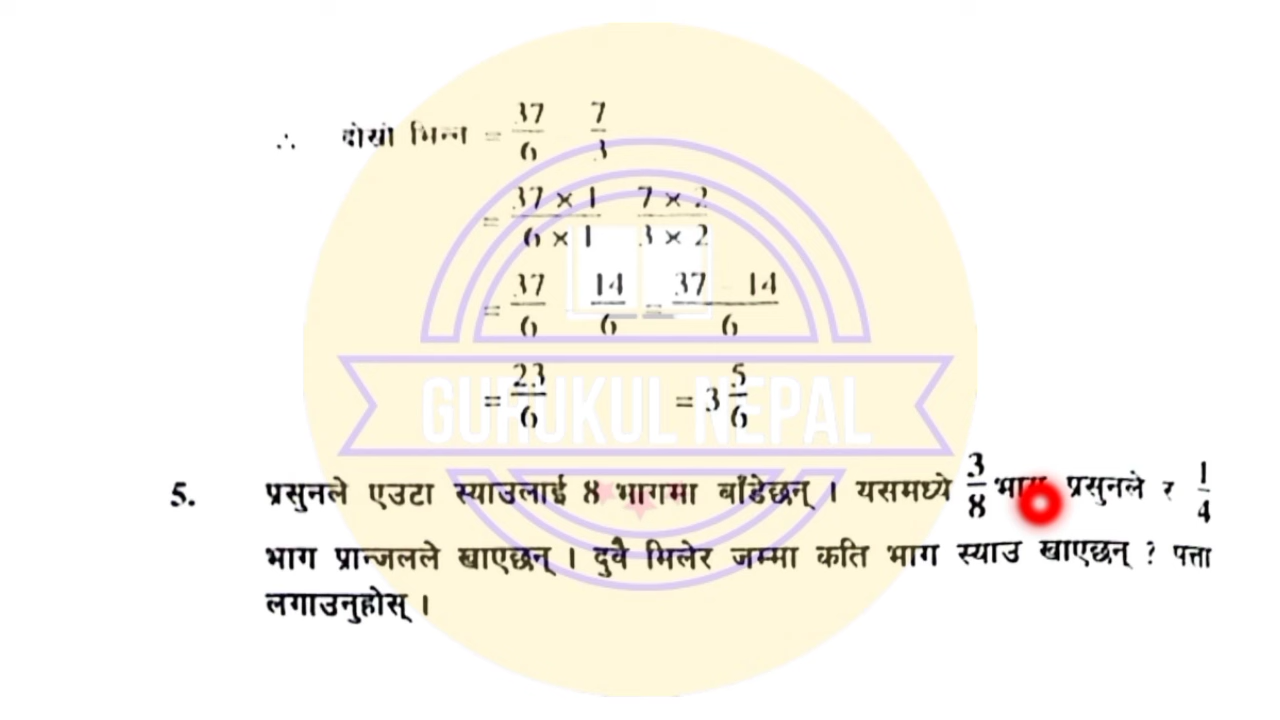 ∴ दोस्रो भिन्न = 37/6 7/3
= 37 × 1/6 × 1 7 × 2/3 × 2
= 37/6 14/6 = 37 - 14/6
= 23/6 = 3 5/6
GURUKUL NEPAL
5. प्रसुनले एउटा स्याउलाई 8 भागमा बाँडेछन् । यसमध्ये 3/8 भाग प्रसुनले र 1/4
भाग प्रान्जलले खाएछन् । दुवै मिलेर जम्मा कति भाग स्याउ खाएछन् ? पत्ता
लगाउनुहोस् ।